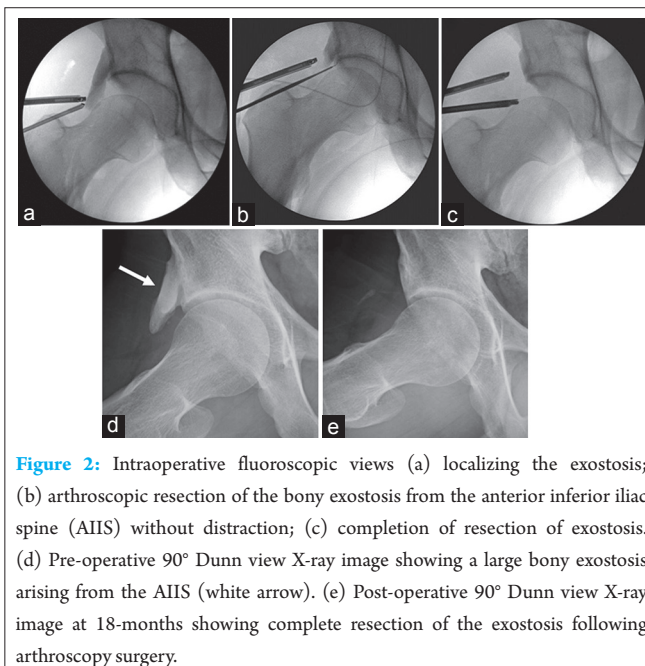 a
b
c
d
e
Figure 2: Intraoperative fluoroscopic views (a) localizing the exostosis;
(b) arthroscopic resection of the bony exostosis from the anterior inferior iliac
spine (AIIS) without distraction; (c) completion of resection of exostosis.
(d) Pre-operative 90° Dunn view X-ray image showing a large bony exostosis
arising from the AIIS (white arrow). (e) Post-operative 90° Dunn view X-ray
image at 18-months showing complete resection of the exostosis following
arthroscopy surgery.